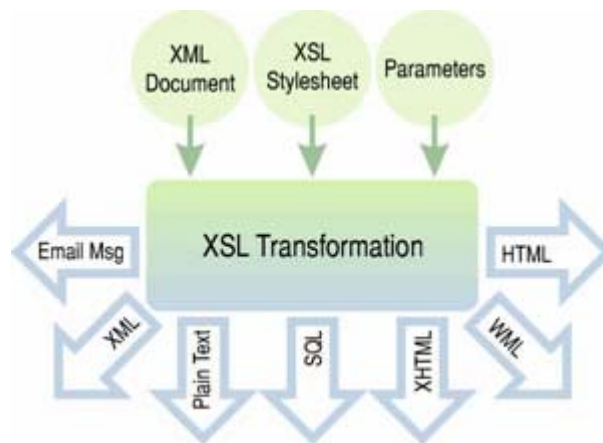 XML
Document
XSL
Stylesheet
Parameters
XSL Transformation
Email Msg
HTML
XML
Plain Text
SQL
XHTML
WML